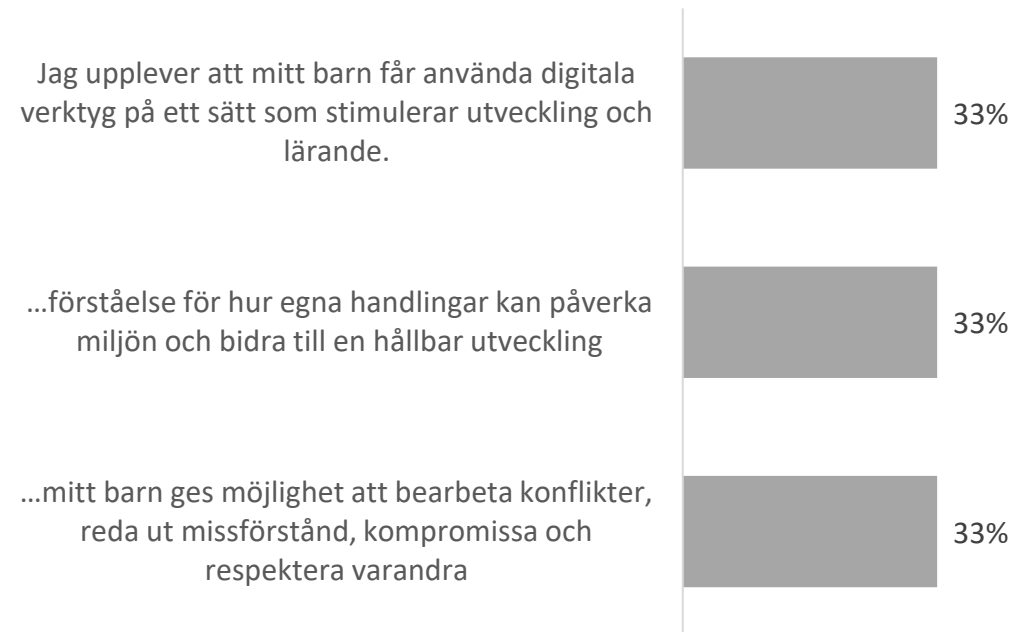 Jag upplever att mitt barn får använda digitala
verktyg på ett sätt som stimulerar utveckling och
lärande.
33%
…förståelse för hur egna handlingar kan påverka
miljön och bidra till en hållbar utveckling
33%
…mitt barn ges möjlighet att bearbeta konflikter,
reda ut missförstånd, kompromissa och
respektera varandra
33%